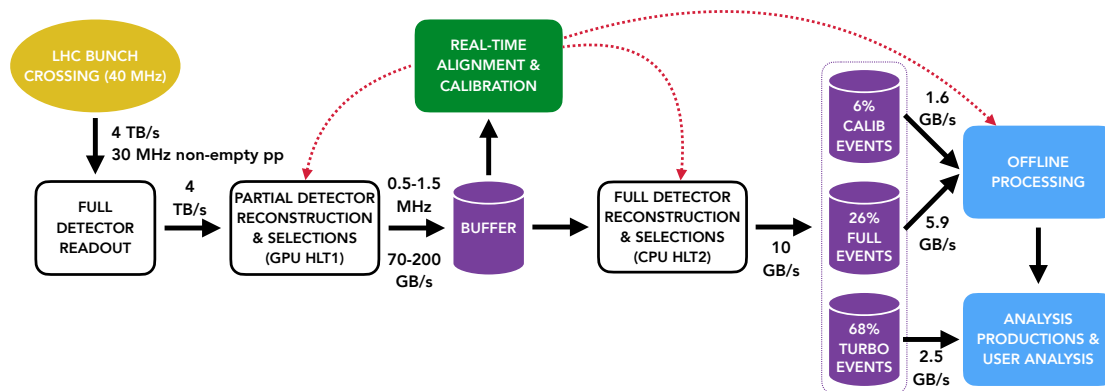 LHC BUNCH
CROSSING (40 MHz)
4 TB/s
30 MHz non-empty pp
FULL
DETECTOR
READOUT
4
TB/s
PARTIAL DETECTOR
RECONSTRUCTION
& SELECTIONS
(GPU HLT1)
0.5-1.5
MHz
70-200
GB/s
REAL-TIME
ALIGNMENT &
CALIBRATION
BUFFER
FULL DETECTOR
RECONSTRUCTION
& SELECTIONS
(CPU HLT2)
10
GB/s
6%
CALIB
EVENTS
26%
FULL
EVENTS
68%
TURBO
EVENTS
1.6
GB/s
5.9
GB/s
2.5
GB/s
OFFLINE
PROCESSING
ANALYSIS
PRODUCTIONS &
USER ANALYSIS